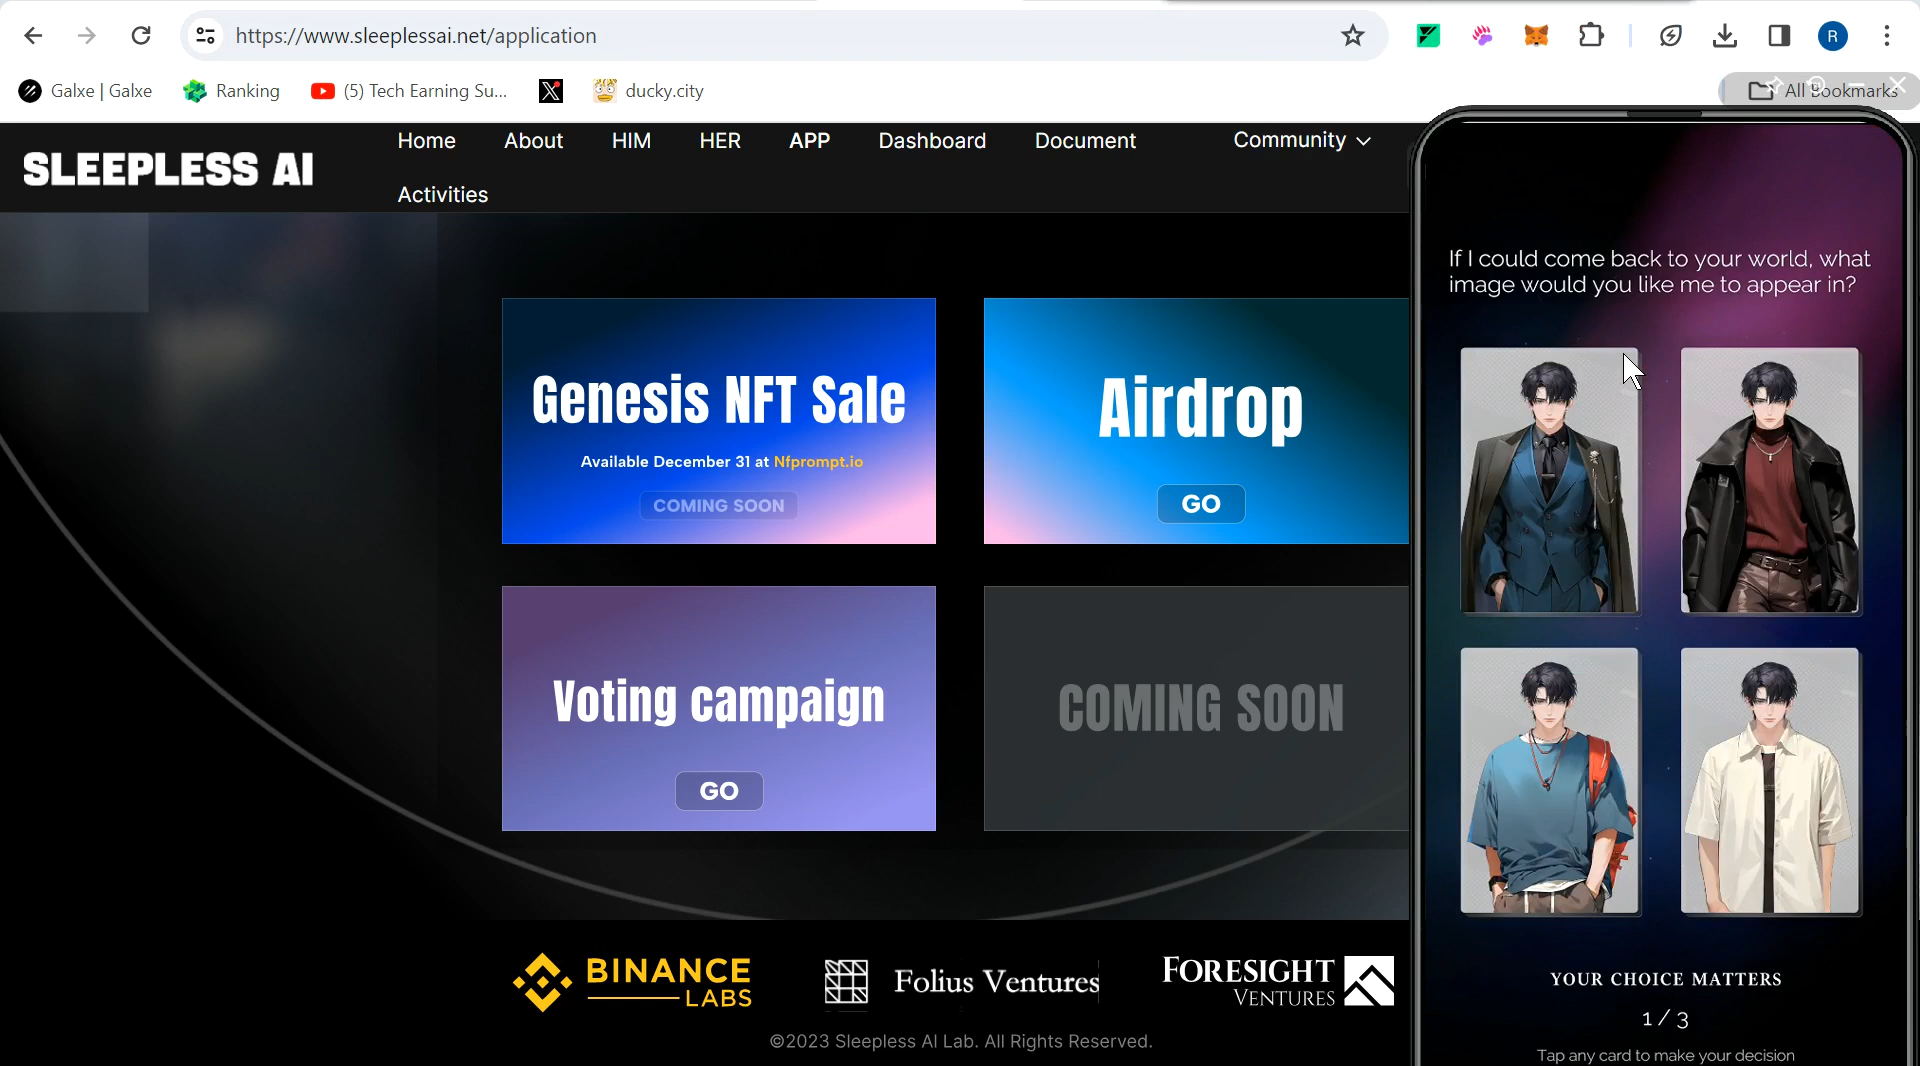 https://www.sleeplessai.net/application
R
Galxe | Galxe
Ranking
(5) Tech Earning Su...
ducky.city
All Bookmarks
SLEEPLESS AI
Home
About
HIM
HER
APP
Dashboard
Document
Community
Activities
Genesis NFT Sale
Available December 31 at Nfprompt.io
COMING SOON
Airdrop
GO
Voting campaign
GO
COMING SOON
BINANCE
LABS
Folius Ventures
FORESIGHT
VENTURES
©2023 Sleepless AI Lab. All Rights Reserved.
If I could come back to your world, what
image would you like me to appear in?
YOUR CHOICE MATTERS
1 / 3
Tap any card to make your decision